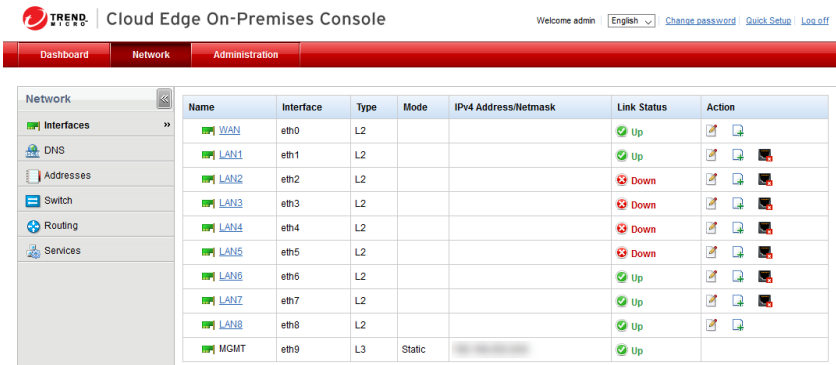 TREND MICRO Cloud Edge On-Premises Console Welcome admin English Change password Quick Setup Log off
Dashboard Network Administration
Network
Interfaces »
DNS
Addresses
Switch
Routing
Services
Name Interface Type Mode IPv4 Address/Netmask Link Status Action
WAN eth0 L2 Up
LAN1 eth1 L2 Up
LAN2 eth2 L2 Down
LAN3 eth3 L2 Down
LAN4 eth4 L2 Down
LAN5 eth5 L2 Down
LAN6 eth6 L2 Up
LAN7 eth7 L2 Up
LAN8 eth8 L2 Up
MGMT eth9 L3 Static Up